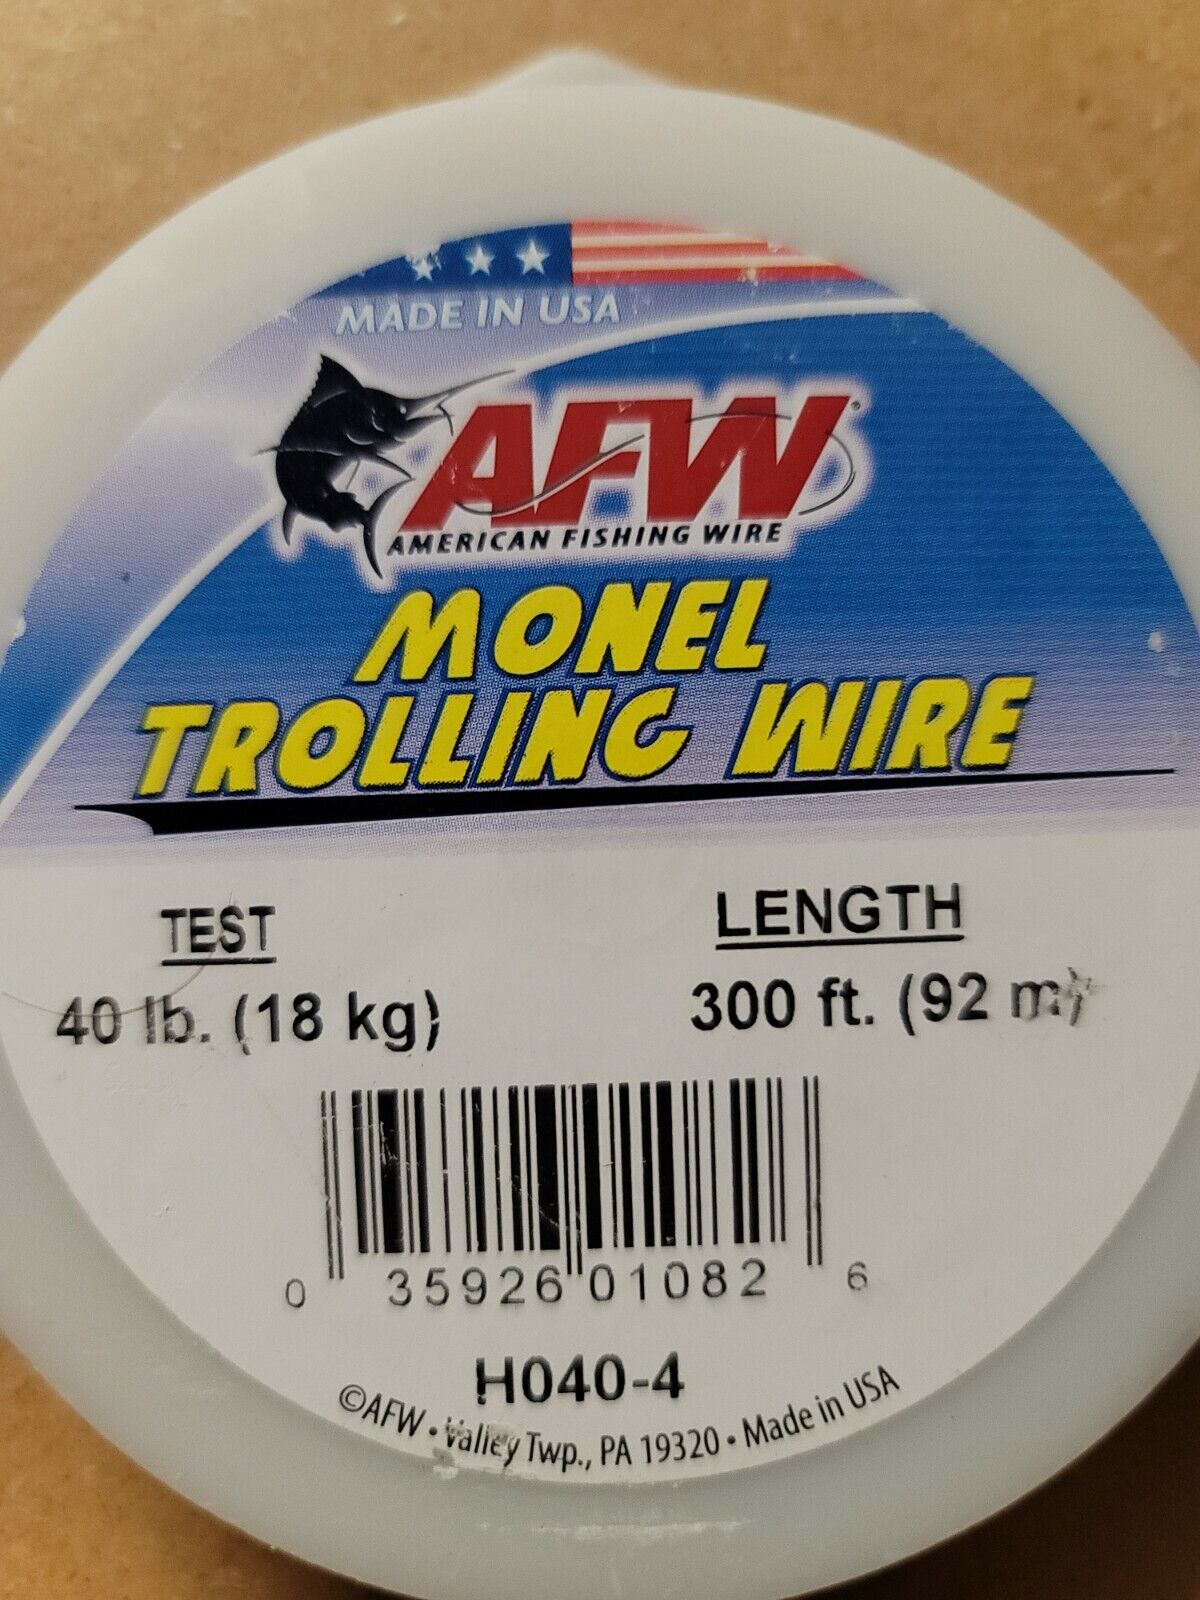 MADE IN USA
AFW®
AMERICAN FISHING WIRE
MONEL
TROLLING WIRE
TEST
40 lb. (18 kg)
LENGTH
300 ft. (92 m)
0 35926 01082 6
H040-4
©AFW • Valley Twp., PA 19320 • Made in USA